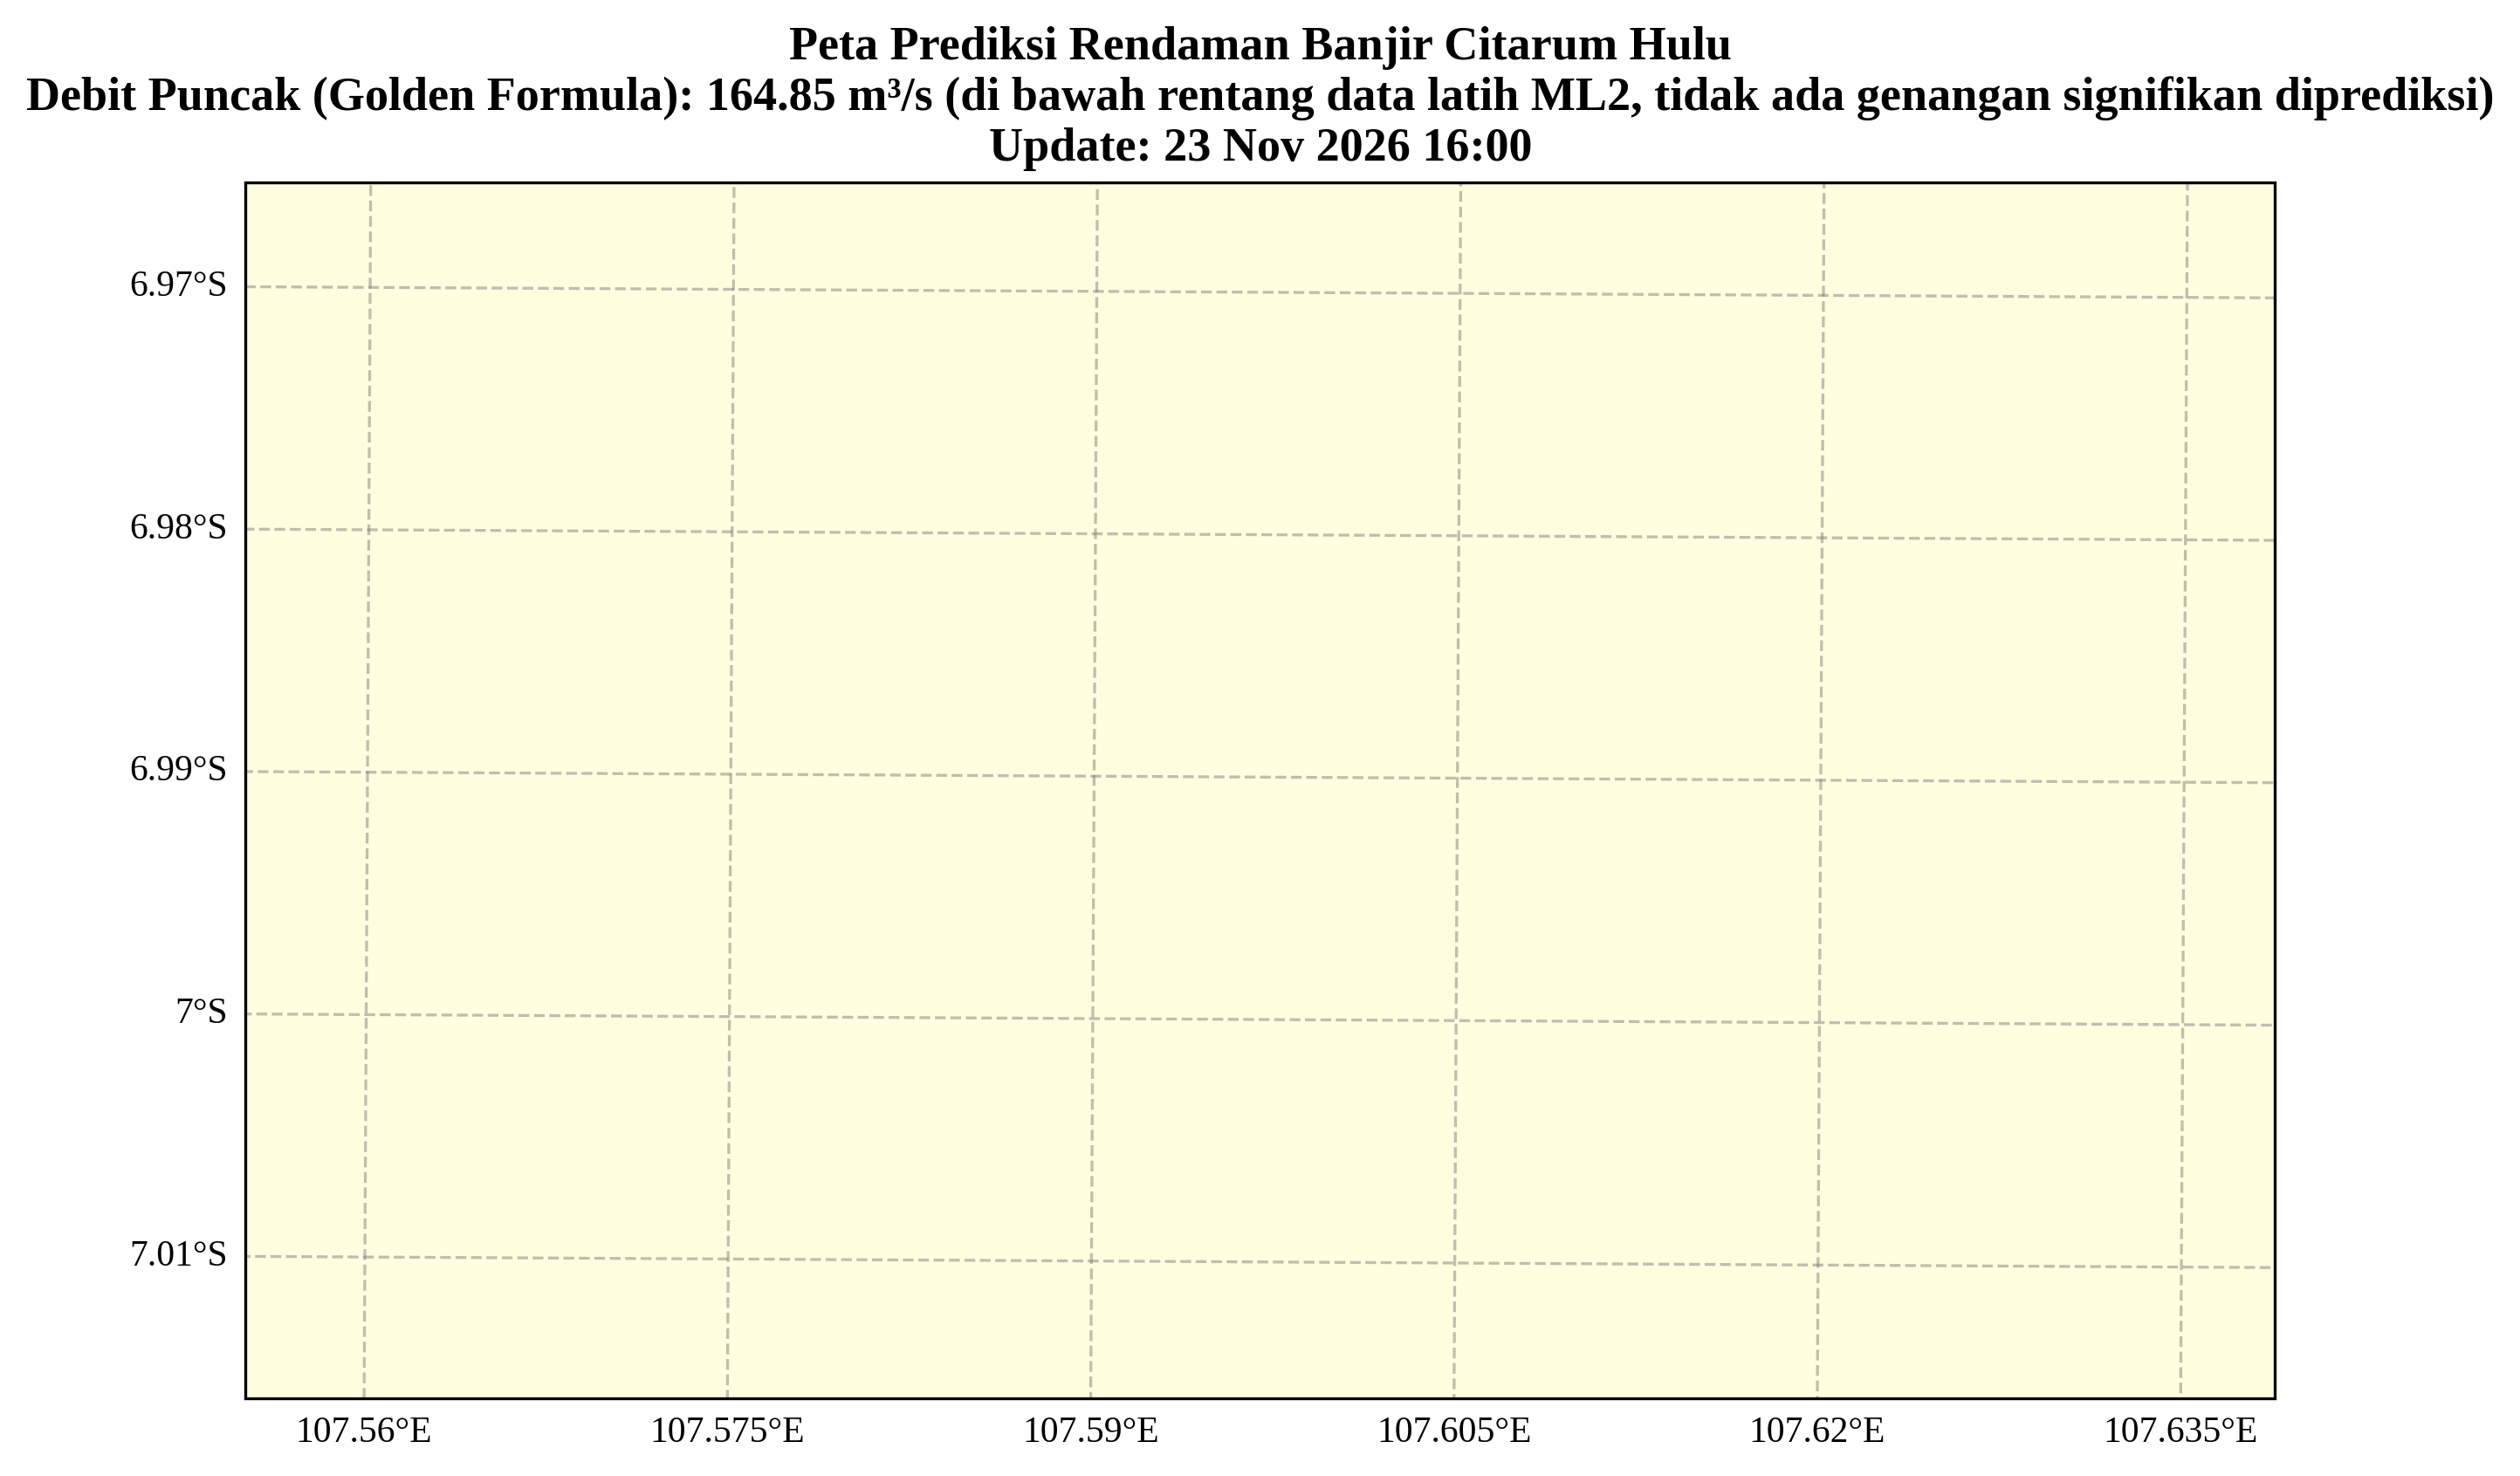 Peta Prediksi Rendaman Banjir Citarum Hulu
Debit Puncak (Golden Formula): 164.85 m³/s (di bawah rentang data latih ML2, tidak ada genangan signifikan diprediksi)
Update: 23 Nov 2026 16:00
6.97°S
6.98°S
6.99°S
7°S
7.01°S
107.56°E 107.575°E 107.59°E 107.605°E 107.62°E 107.635°E